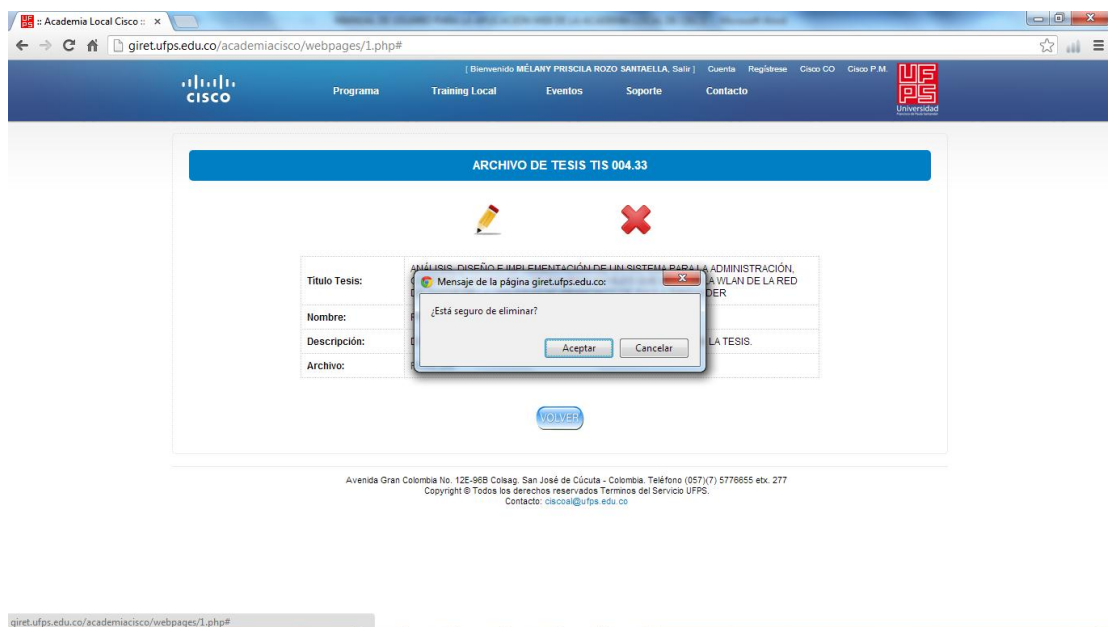 :: Academia Local Cisco ::
giret.ufps.edu.co/academiacisco/webpages/1.php#
[ Bienvenido MÉLANY PRISCILA ROZO SANTAELLA, Salir ] Cuenta Regístrese Cisco CO Cisco P.M.
CISCO
Programa Training Local Eventos Soporte Contacto
UFPS
Universidad
ARCHIVO DE TESIS TIS 004.33
Título Tesis:
ANÁLISIS, DISEÑO E IMPLEMENTACIÓN DE UN SISTEMA PARA LA ADMINISTRACIÓN,
LA WLAN DE LA RED
Nombre:
Descripción:
LA TESIS.
Archivo:
Mensaje de la página giret.ufps.edu.co:
¿Está seguro de eliminar?
Aceptar Cancelar
VOLVER
Avenida Gran Colombia No. 12E-96B Colsag. San José de Cúcuta - Colombia. Teléfono (057)(7) 5776655 etx. 277
Copyright © Todos los derechos reservados Terminos del Servicio UFPS.
Contacto: ciscoal@ufps.edu.co
giret.ufps.edu.co/academiacisco/webpages/1.php#